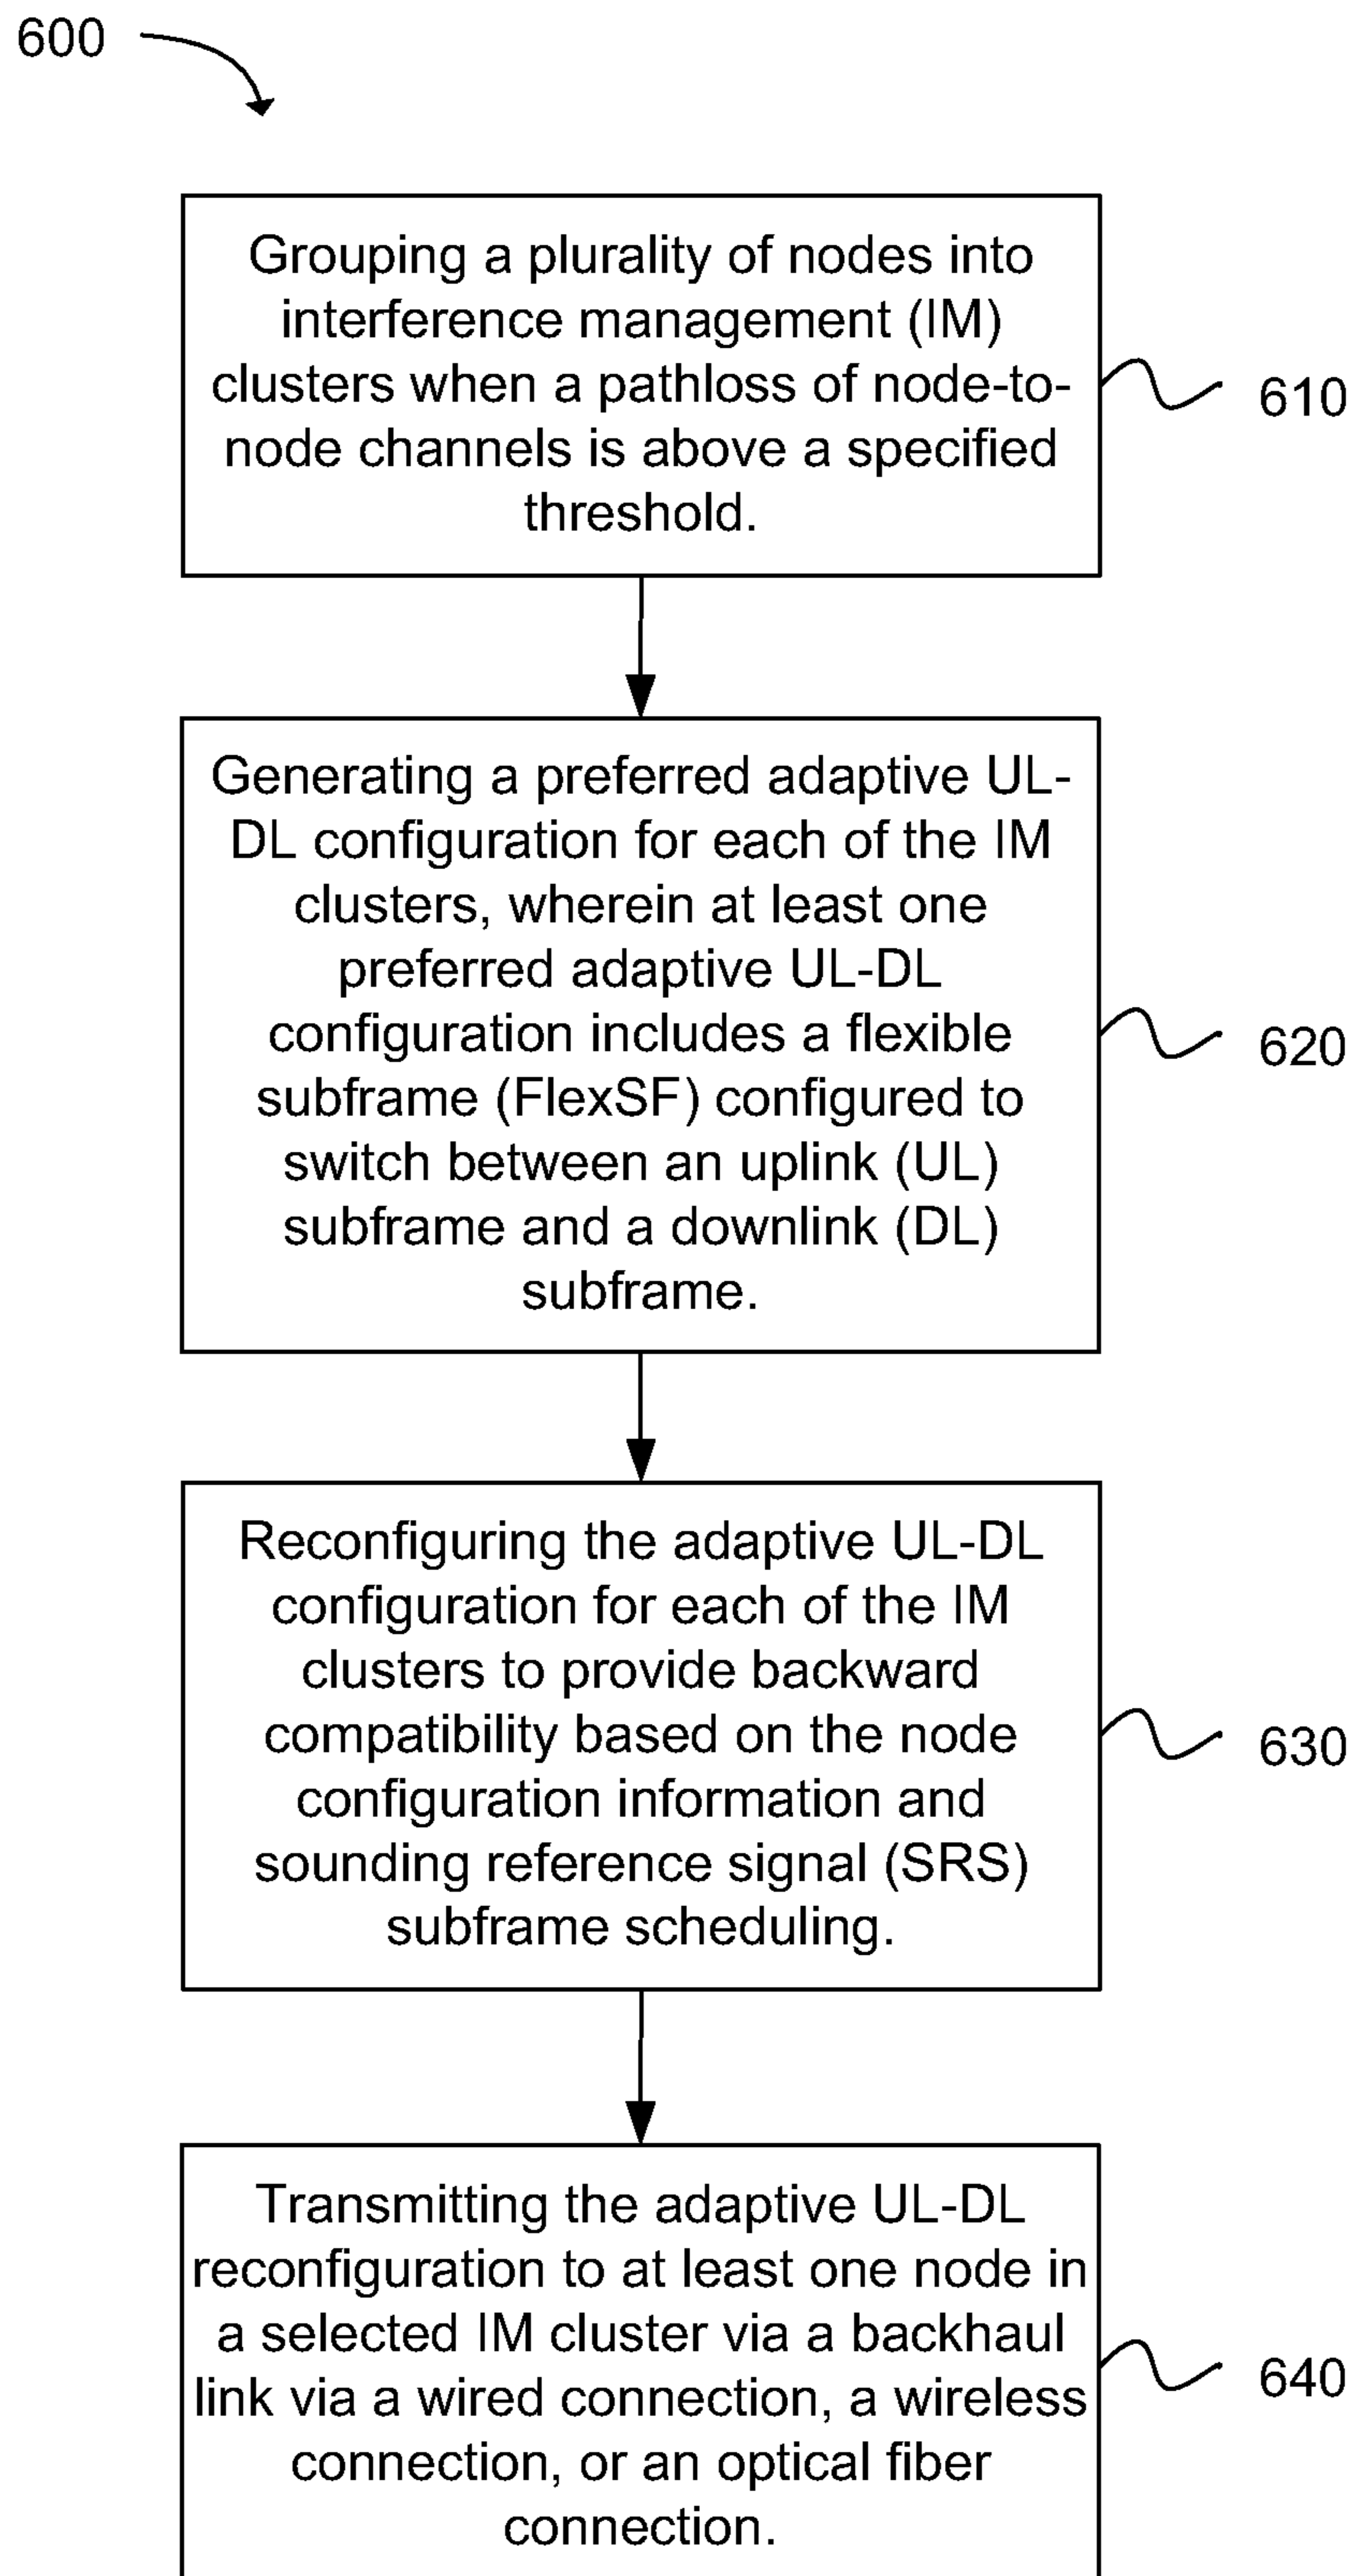 600
Grouping a plurality of nodes into
interference management (IM)
clusters when a pathloss of node-to-
node channels is above a specified
threshold.
610
Generating a preferred adaptive UL-
DL configuration for each of the IM
clusters, wherein at least one
preferred adaptive UL-DL
configuration includes a flexible
subframe (FlexSF) configured to
switch between an uplink (UL)
subframe and a downlink (DL)
subframe.
620
Reconfiguring the adaptive UL-DL
configuration for each of the IM
clusters to provide backward
compatibility based on the node
configuration information and
sounding reference signal (SRS)
subframe scheduling.
630
Transmitting the adaptive UL-DL
reconfiguration to at least one node in
a selected IM cluster via a backhaul
link via a wired connection, a wireless
connection, or an optical fiber
connection.
640